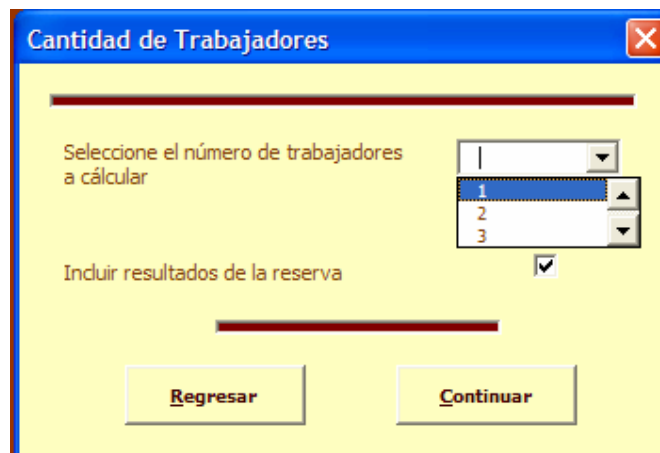 Cantidad de Trabajadores
Seleccione el número de trabajadores
a cálcular
1
2
3
Incluir resultados de la reserva
Regresar
Continuar